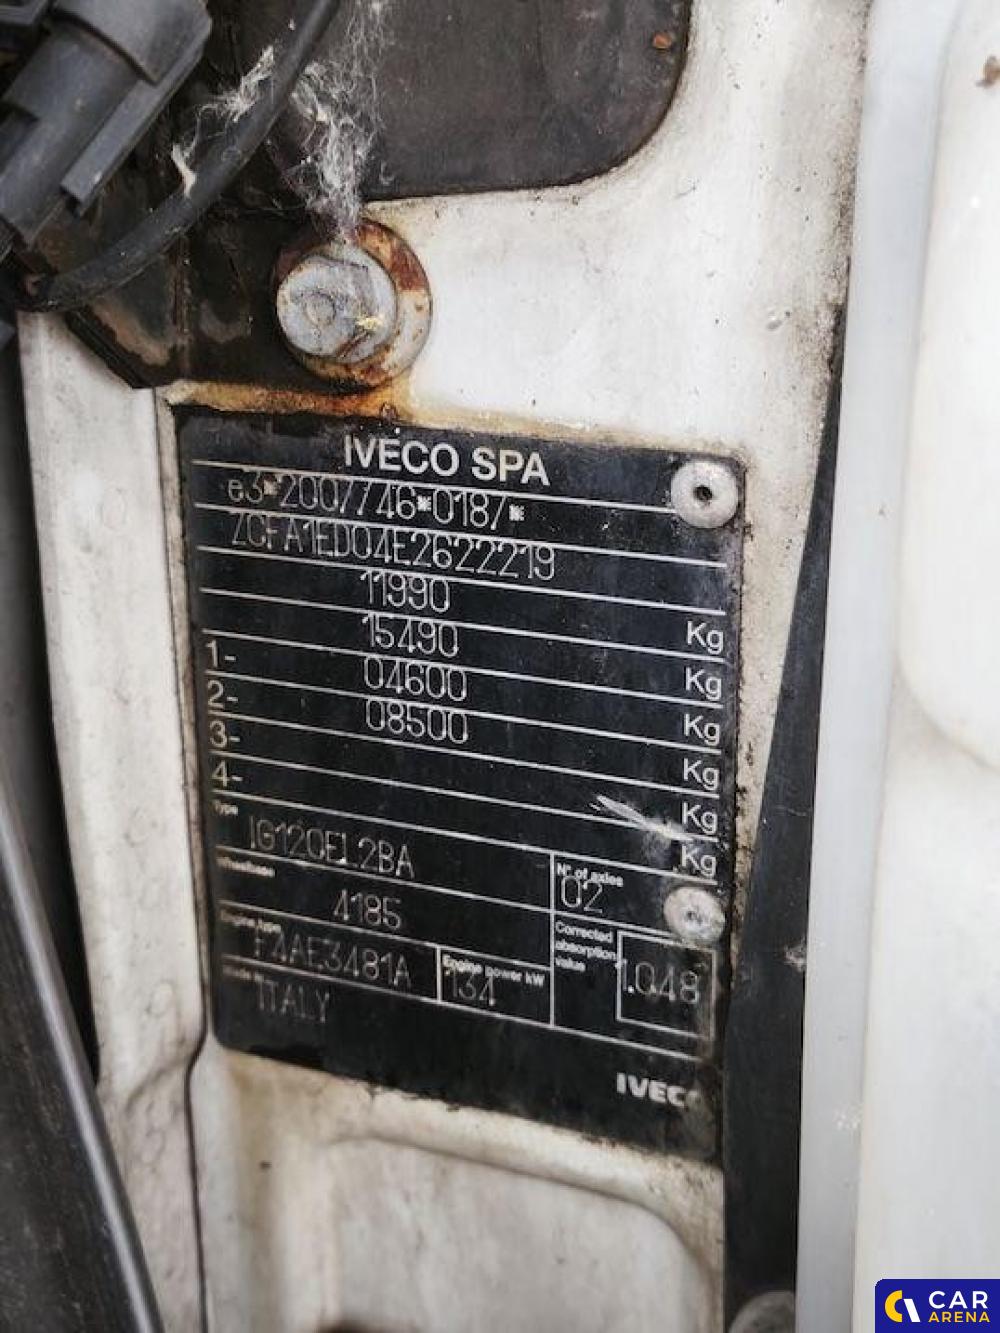 IVECO SPA
e3*2007/46*0187*
ZCFA1ED04E2622219
11990 Kg
15490 Kg
1- 04600 Kg
2- 08500 Kg
3- Kg
4- Kg
Type IG120EL2BA
N° of axles 02
Wheelbase 4185
Corrected absorption value 1.048
Engine type F4AE3481A
Engine power kW 134
Made in ITALY
IVECO
CAR
ARENA